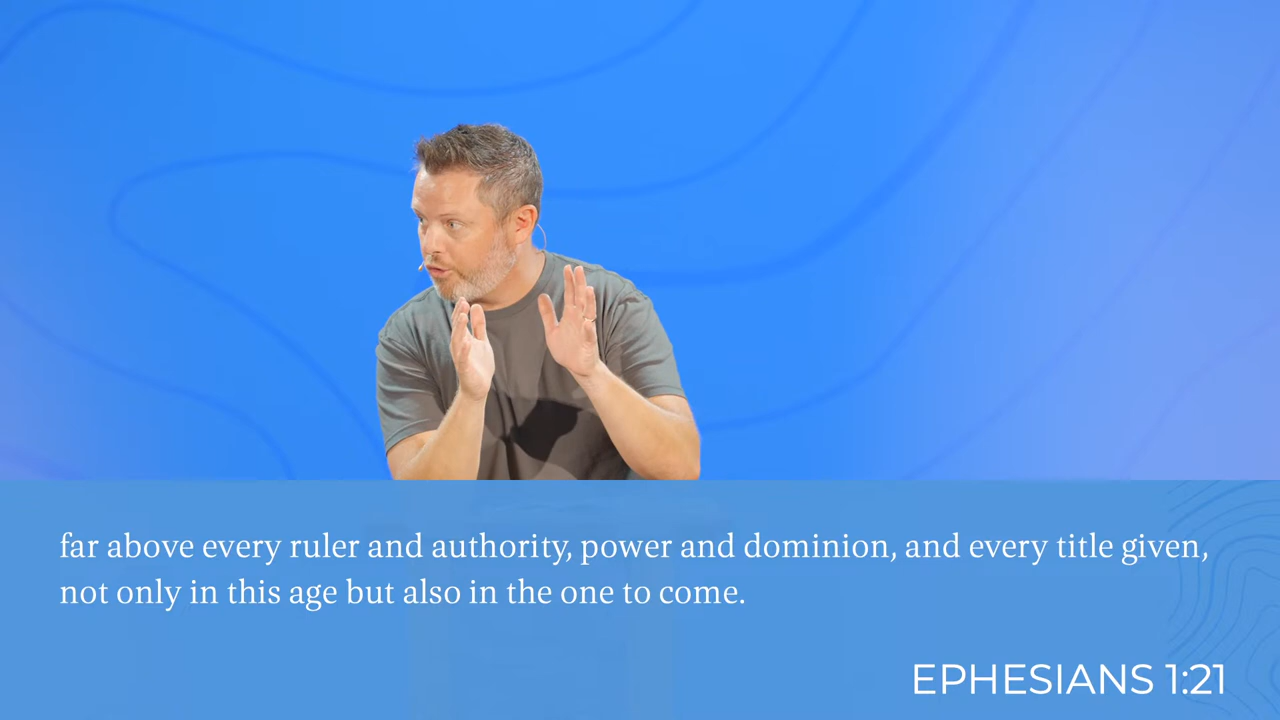 far above every ruler and authority, power and dominion, and every title given,
not only in this age but also in the one to come.
EPHESIANS 1:21